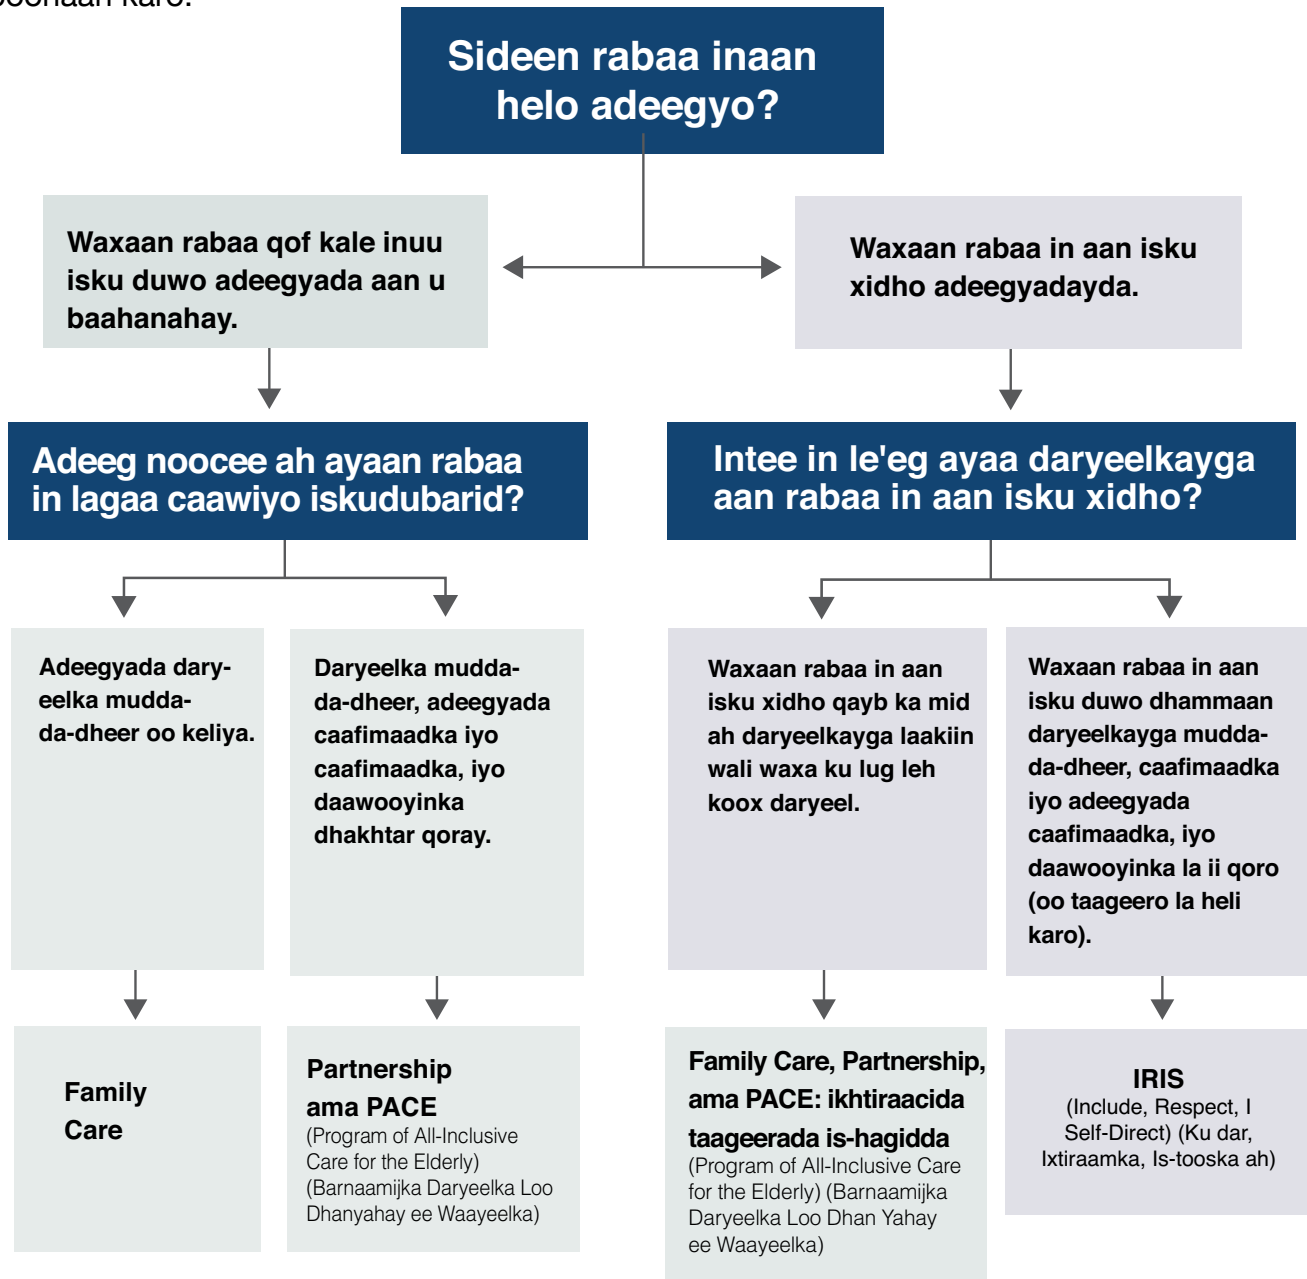 karo.
Sideen rabaa inaan
helo adeegyo?
Waxaan rabaa qof kale inuu
isku duwo adeegyada aan u
baahanahay.
Waxaan rabaa in aan isku
xidho adeegyadayda.
Adeeg noocee ah ayaan rabaa
in lagaa caawiyo iskudubarid?
Intee in le'eg ayaa daryeelkayga
aan rabaa in aan isku xidho?
Adeegyada dary-
eelka mudda-
da-dheer oo keliya.
Daryeelka mudda-
da-dheer, adeegyada
caafimaadka iyo
caafimaadka, iyo
daawooyinka
dhakhtar qoray.
Waxaan rabaa in aan
isku xidho qayb ka mid
ah daryeelkayga laakiin
wali waxa ku lug leh
koox daryeel.
Waxaan rabaa in aan
isku duwo dhammaan
daryeelkayga mudda-
da-dheer, caafimaadka
iyo adeegyada
caafimaadka, iyo
daawooyinka la ii qoro
(oo taageero la heli
karo).
Family
Care
Partnership
ama PACE
(Program of All-Inclusive
Care for the Elderly)
(Barnaamijka Daryeelka Loo
Dhanyahay ee Waayeelka)
Family Care, Partnership,
ama PACE: ikhtiraacida
taageerada is-hagidda
(Program of All-Inclusive Care
for the Elderly) (Barnaamijka
Daryeelka Loo Dhan Yahay
ee Waayeelka)
IRIS
(Include, Respect, I
Self-Direct) (Ku dar,
Ixtiraamka, Is-tooska ah)